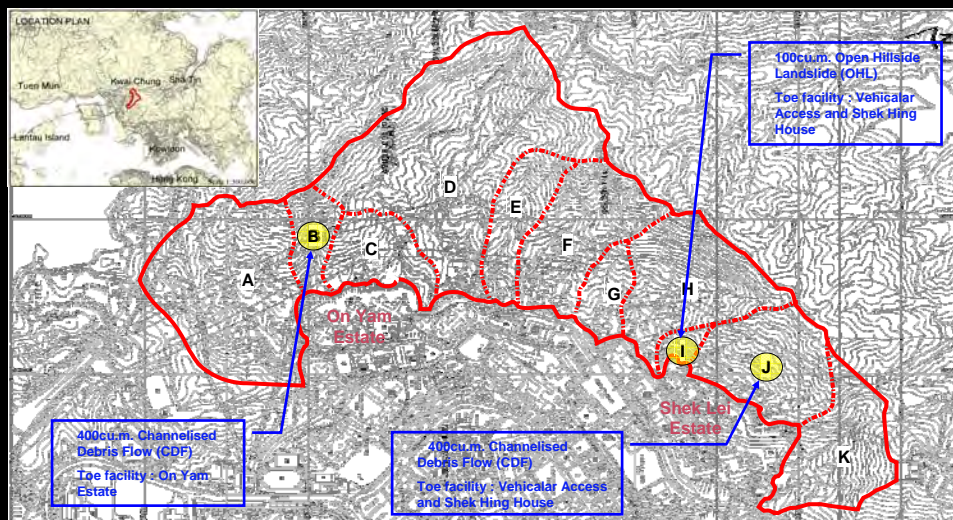 LOCATION PLAN
Kwai Chung
Sha Tin
Tuen Mun
Lantau Island
Kowloon
Hong Kong
100cu.m. Open Hillside
Landslide (OHL)
Toe facility : Vehicalar
Access and Shek Hing
House
D
E
B
C
F
A
G
H
On Yam
Estate
I
J
Shek Lei
Estate
K
400cu.m. Channelised
Debris Flow (CDF)
Toe facility : On Yam
Estate
400cu.m. Channelised
Debris Flow (CDF)
Toe facility : Vehicalar Access
and Shek Hing House